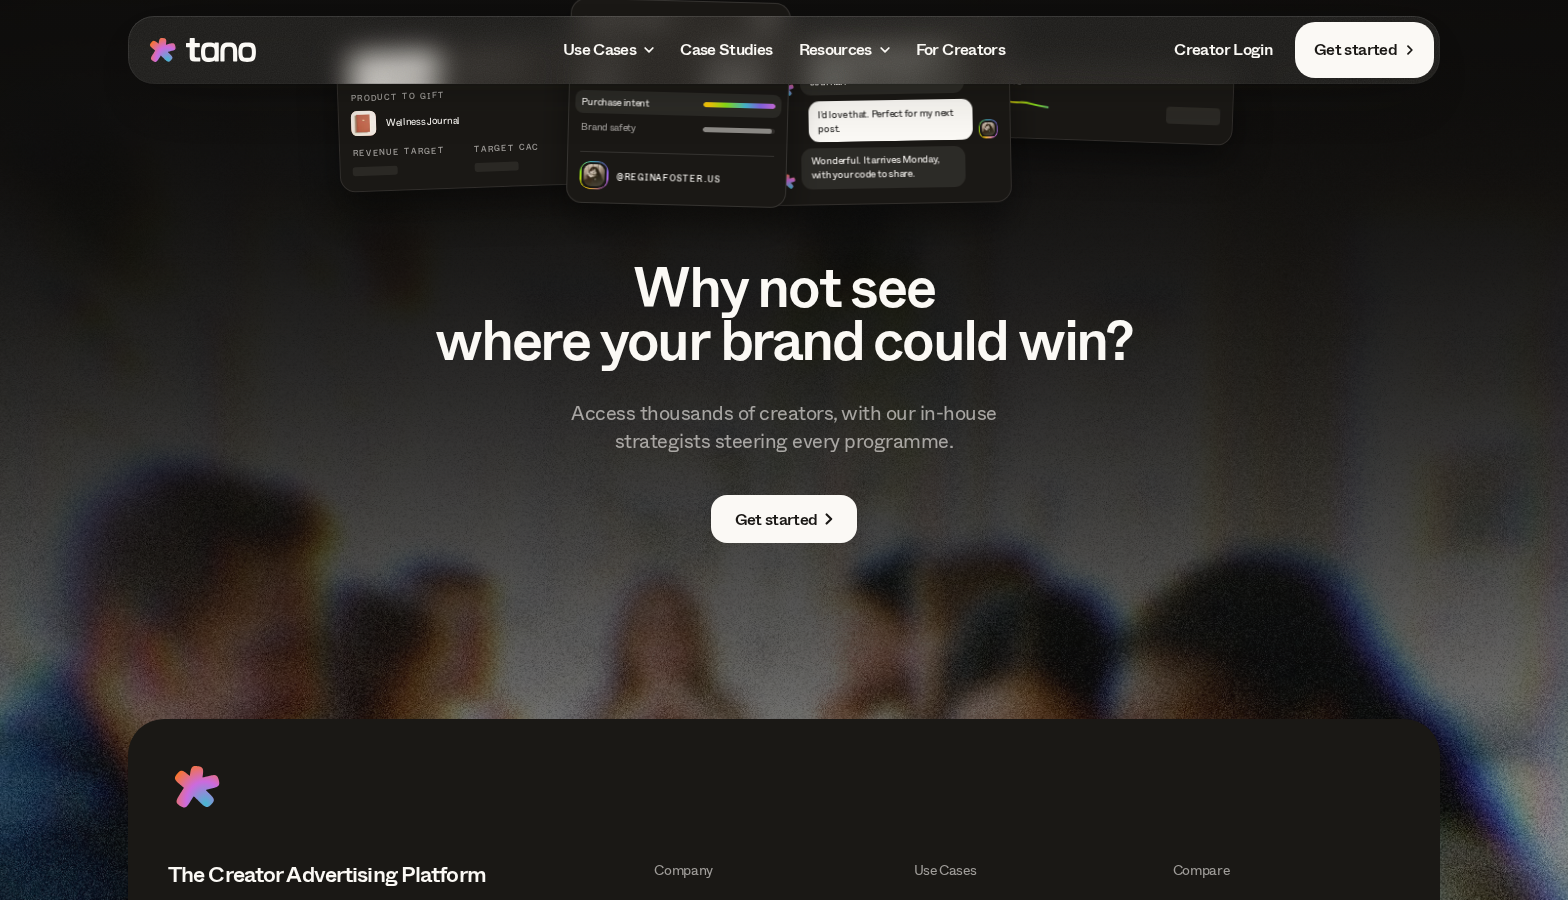 tano
Use Cases
Case Studies
Resources
For Creators
Creator Login
Get started
PRODUCT TO GIFT
Wellness Journal
REVENUE TARGET
TARGET CAC
Purchase intent
Brand safety
@REGINAFOSTER.US
I'd love that. Perfect for my next
post.
Wonderful. It arrives Monday,
with your code to share.
Why not see
where your brand could win?
Access thousands of creators, with our in-house
strategists steering every programme.
Get started
The Creator Advertising Platform
Company
Use Cases
Compare